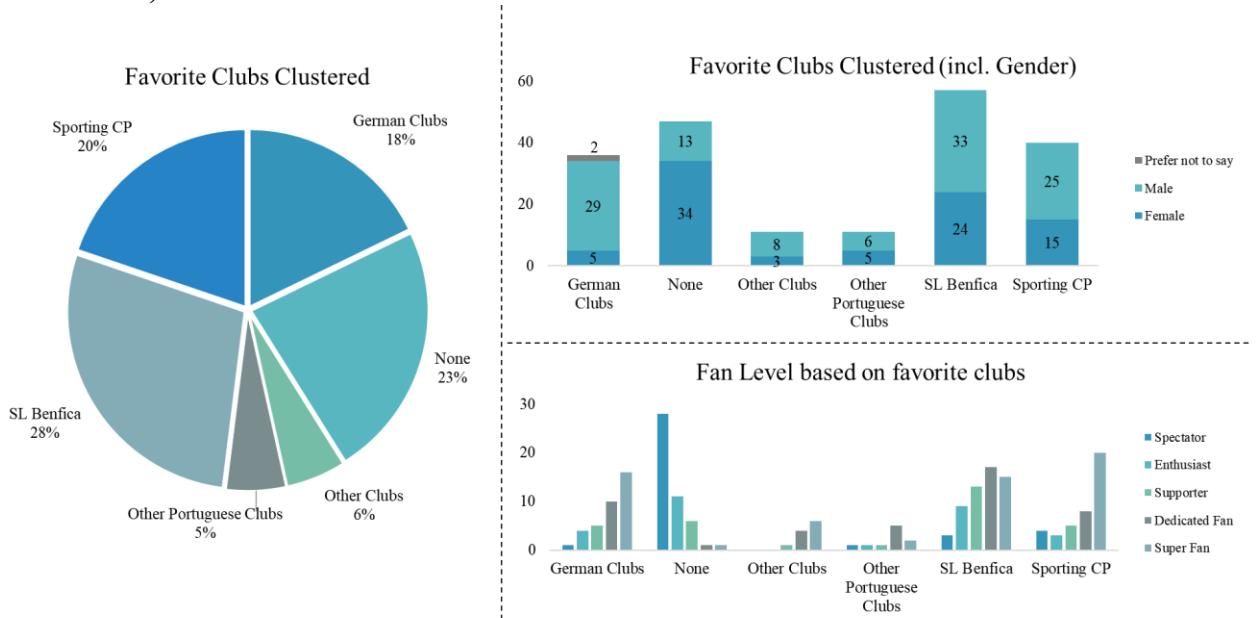 Favorite Clubs Clustered
Sporting CP
20%
German Clubs
18%
None
23%
SL Benfica
28%
Other Portuguese Clubs
5%
Other Clubs
6%
Favorite Clubs Clustered (incl. Gender)
60
40
20
0
2
29
5
13
34
8
3
6
5
33
24
25
15
German Clubs
None
Other Clubs
Other Portuguese Clubs
SL Benfica
Sporting CP
Prefer not to say
Male
Female
Fan Level based on favorite clubs
30
20
10
0
German Clubs
None
Other Clubs
Other Portuguese Clubs
SL Benfica
Sporting CP
Spectator
Enthusiast
Supporter
Dedicated Fan
Super Fan